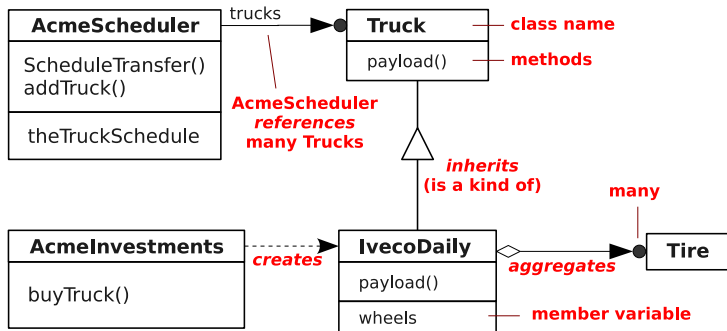 AcmeScheduler
trucks
Truck
class name
ScheduleTransfer()
addTruck()
payload()
methods
theTruckSchedule
AcmeScheduler
references
many Trucks
inherits
(is a kind of)
many
AcmeInvestments
creates
IvecoDaily
aggregates
Tire
buyTruck()
payload()
wheels
member variable